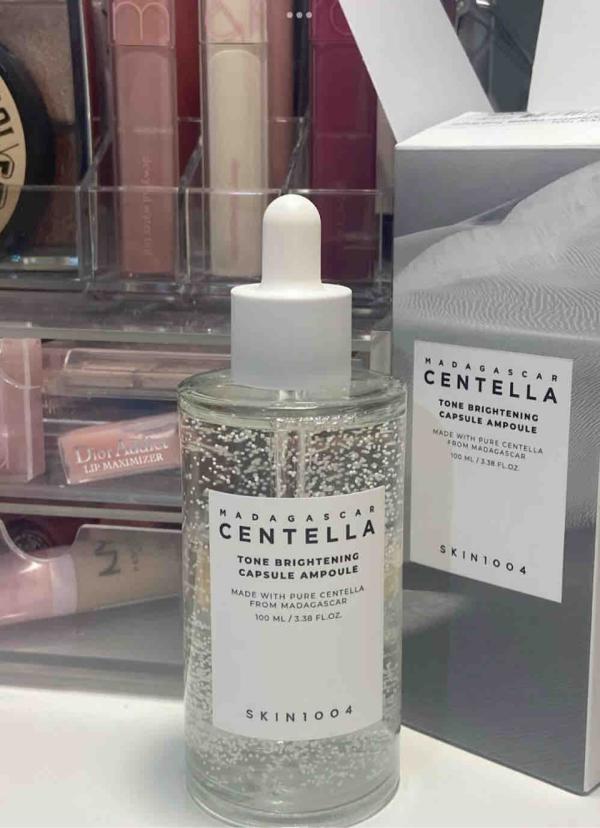 Dior Addict
LIP MAXIMIZER
MADAGASCAR
CENTELLA
TONE BRIGHTENING
CAPSULE AMPOULE
MADE WITH PURE CENTELLA
FROM MADAGASCAR
100 ML / 3.38 FL.OZ.
SKIN1004
MADAGASCAR
CENTELLA
TONE BRIGHTENING
CAPSULE AMPOULE
MADE WITH PURE CENTELLA
FROM MADAGASCAR
100 ML / 3.38 FL.OZ.
SKIN1004